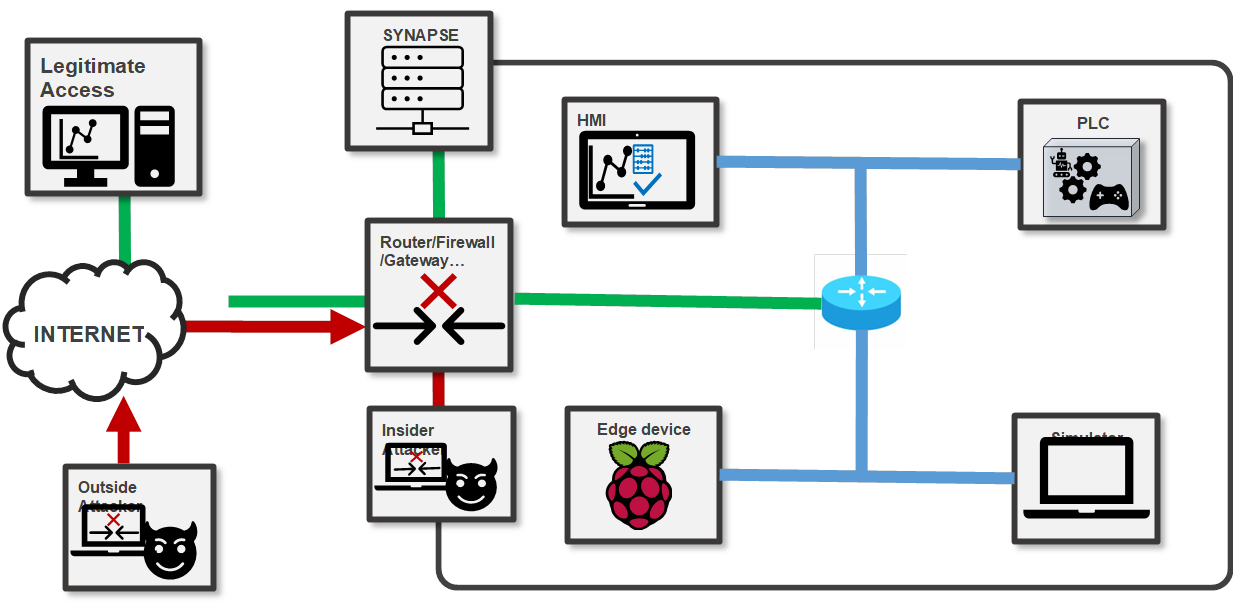 SYNAPSE
Legitimate
Access
HMI
PLC
Router/Firewall
/Gateway…
INTERNET
Insider
Attacker
Edge device
Simulator
Outside
Attacker